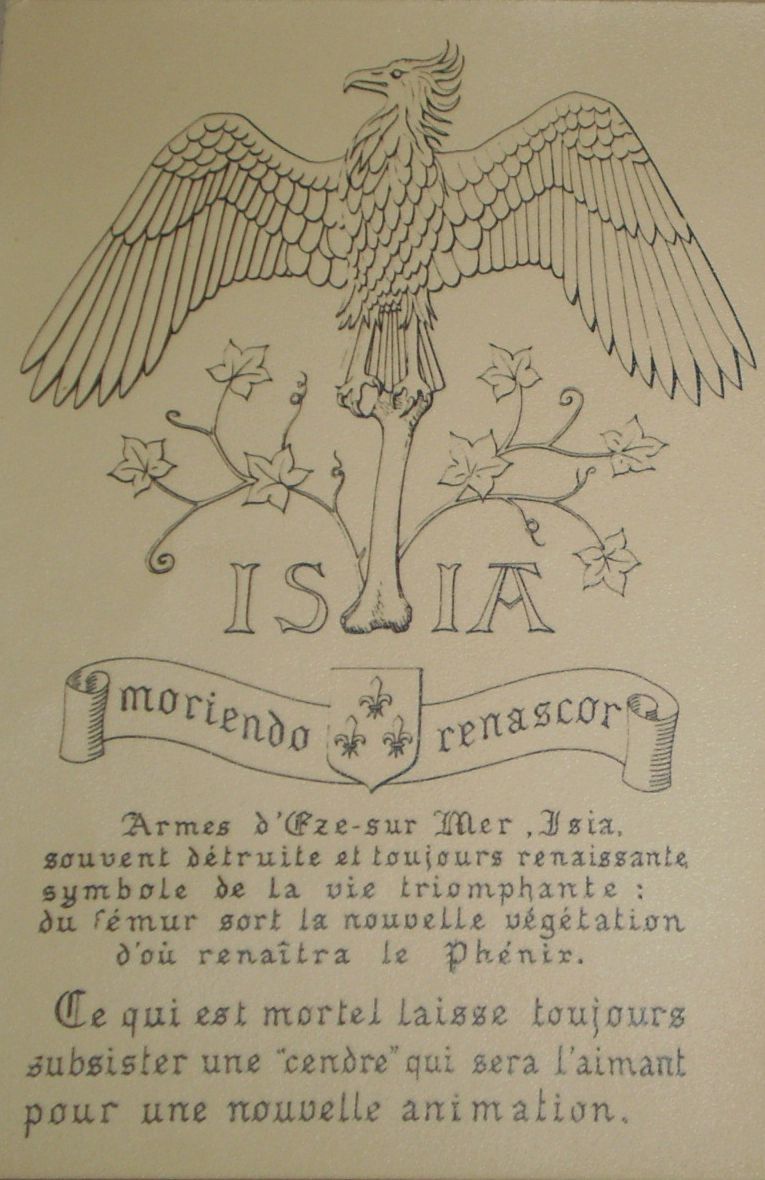 ISIA
moriendo renascor
Armes d'Eze-sur Mer, Isia,
souvent détruite et toujours renaissante,
symbole de la vie triomphante :
du fémur sort la nouvelle végétation
d'où renaîtra le Phénix.
Ce qui est mortel laisse toujours
subsister une "cendre" qui sera l'aimant
pour une nouvelle animation.